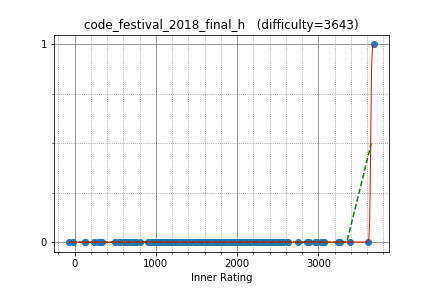 code_festival_2018_final_h   (difficulty=3643)
1
0
0 1000 2000 3000
Inner Rating